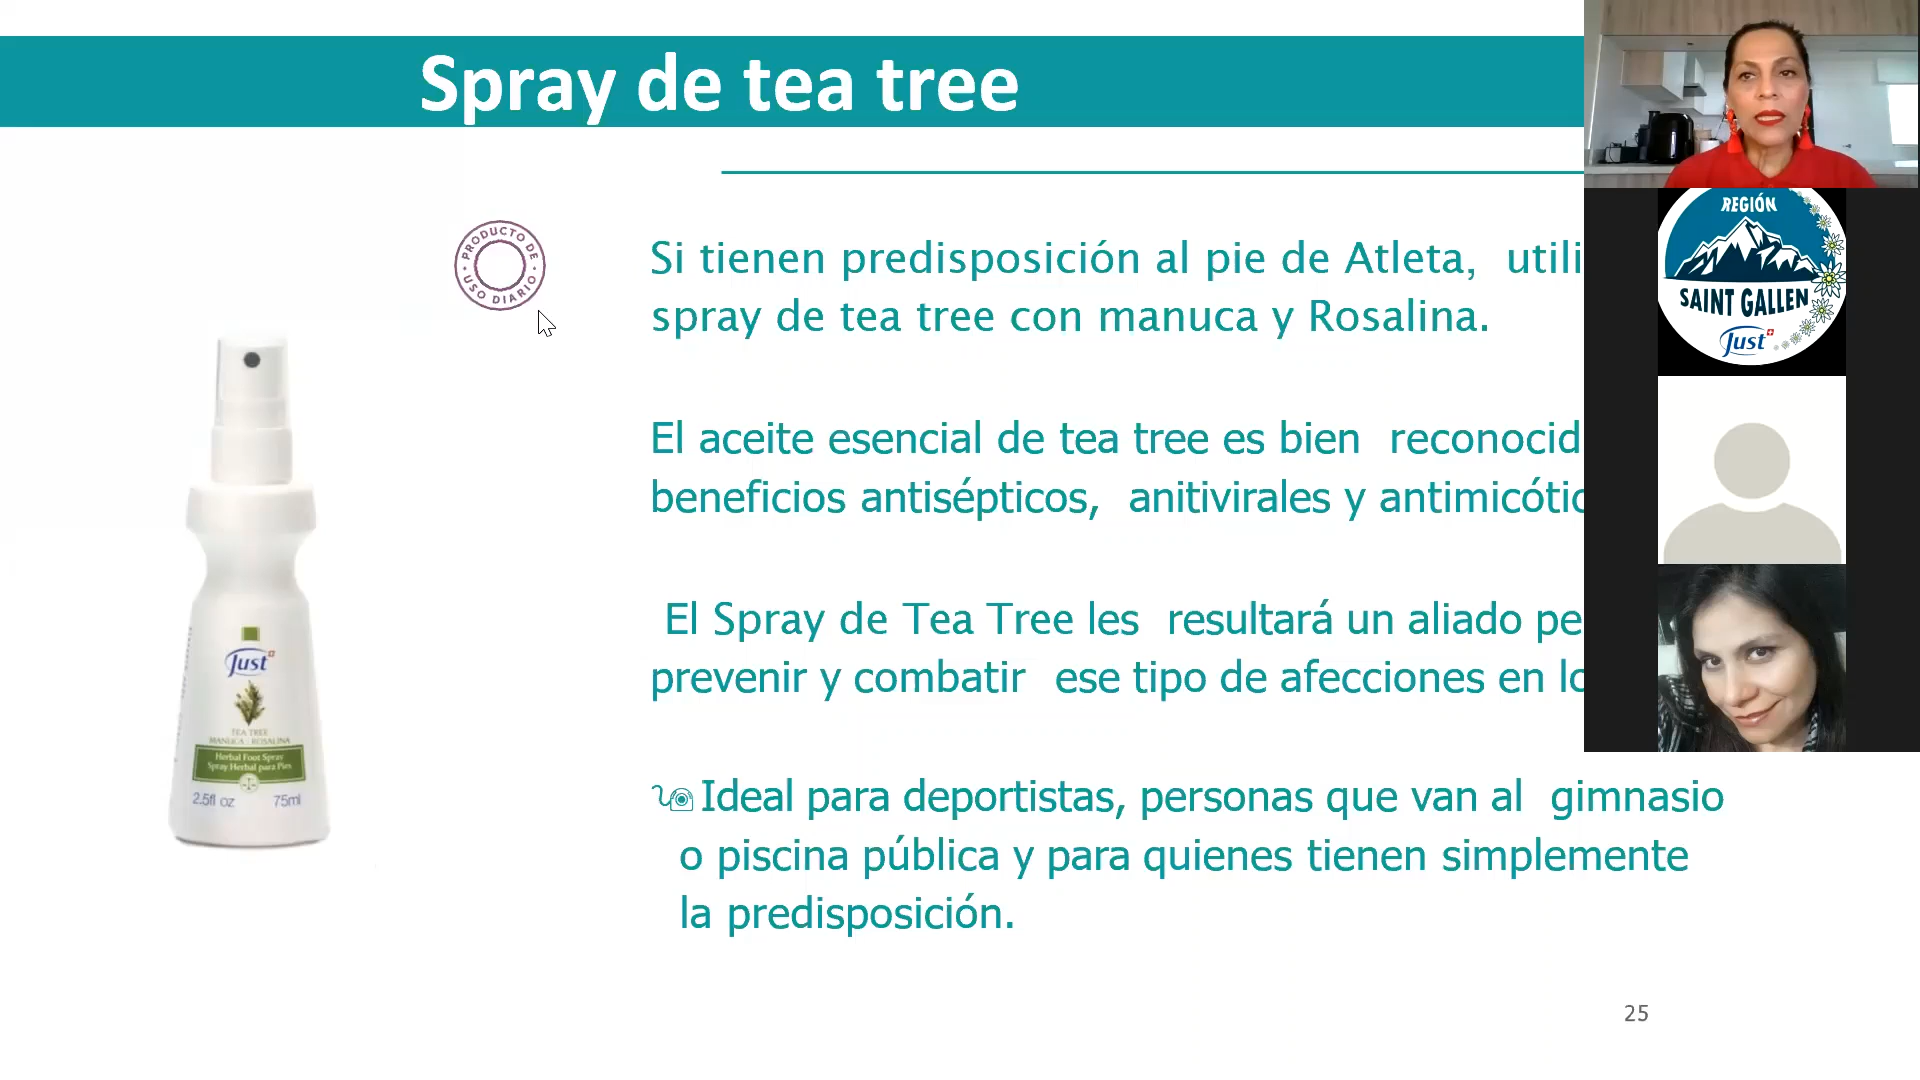 Spray de tea tree
PRODUCTO DE
USO DIARIO
Si tienen predisposición al pie de Atleta, utili
spray de tea tree con manuca y Rosalina.
El aceite esencial de tea tree es bien reconocid
beneficios antisépticos, anitivirales y antimicótic
El Spray de Tea Tree les resultará un aliado pe
prevenir y combatir ese tipo de afecciones en lo
Ideal para deportistas, personas que van al gimnasio
o piscina pública y para quienes tienen simplemente
la predisposición.
25
Just
TEA TREE
MANUCA - ROSALINA
Herbal Foot Spray
Spray Herbal para Pies
2.5fl oz 75ml
REGIÓN
SAINT GALLEN
Just